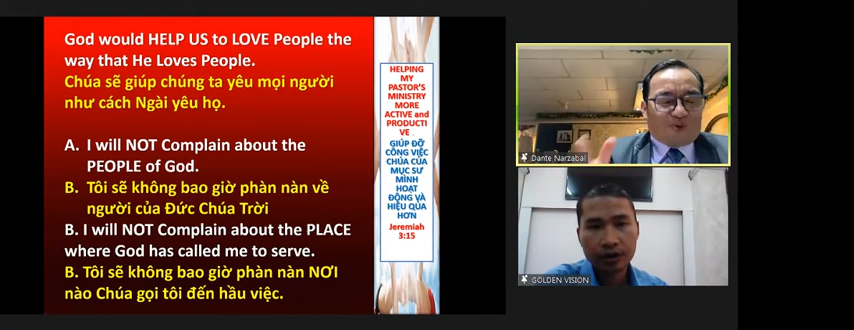 God would HELP US to LOVE People the
way that He Loves People.
Chúa sẽ giúp chúng ta yêu mọi người
như cách Ngài yêu họ.
A. I will NOT Complain about the
PEOPLE of God.
B. Tôi sẽ không bao giờ phàn nàn về
người của Đức Chúa Trời
B. I will NOT Complain about the PLACE
where God has called me to serve.
B. Tôi sẽ không bao giờ phàn nàn NƠI
nào Chúa gọi tôi đến hầu việc.
HELPING
MY
PASTOR'S
MINISTRY
MORE
ACTIVE and
PRODUCTI
VE .
GIÚP ĐỠ
CÔNG VIỆC
CHÚA CỦA
MỤC SƯ
MÌNH
HOẠT
ĐỘNG VÀ
HIỆU QUẢ
HƠN
Jeremiah
3:15
Dante Narzabal
GOLDEN VISION